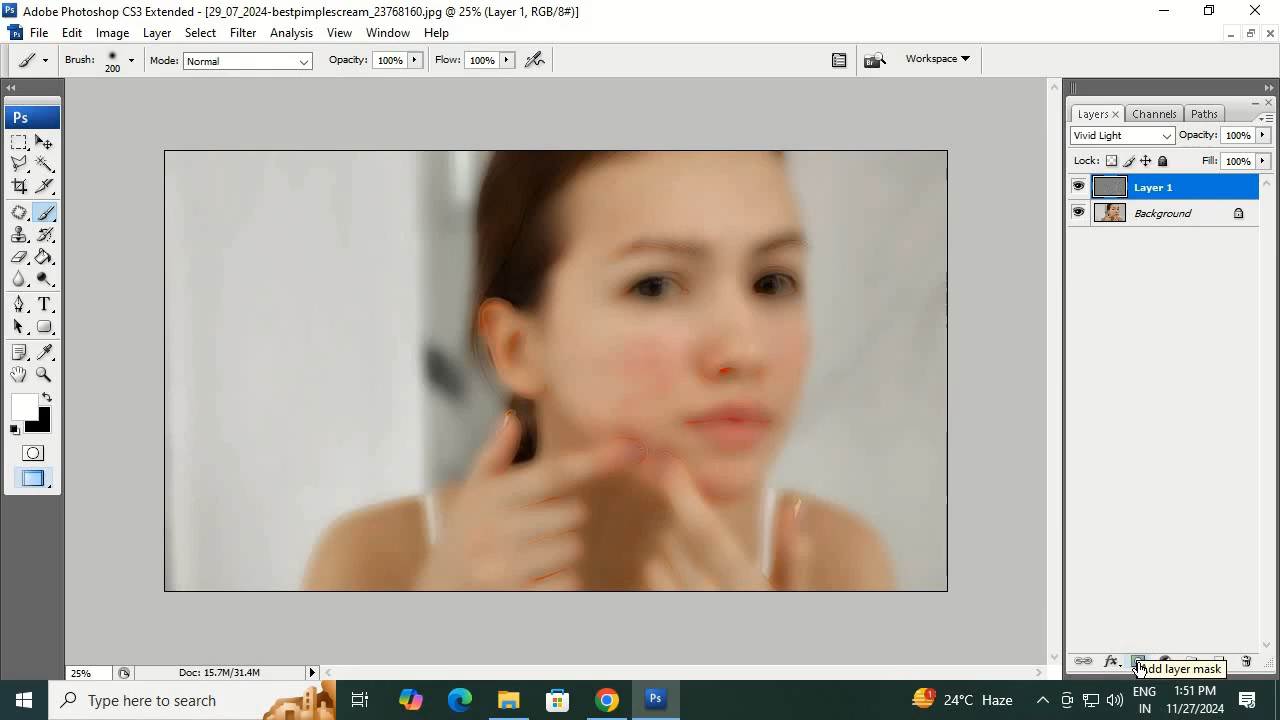 Adobe Photoshop CS3 Extended - [29_07_2024-bestpimplescream_23768160.jpg @ 25% (Layer 1, RGB/8#)]
File Edit Image Layer Select Filter Analysis View Window Help
Brush: 200 Mode: Normal Opacity: 100% Flow: 100% Workspace
Ps
Layers Channels Paths
Vivid Light Opacity: 100%
Lock: Fill: 100%
Layer 1
Background
25% Doc: 15.7M/31.4M
Add layer mask
Type here to search
24°C Haze
ENG
IN
1:51 PM
11/27/2024